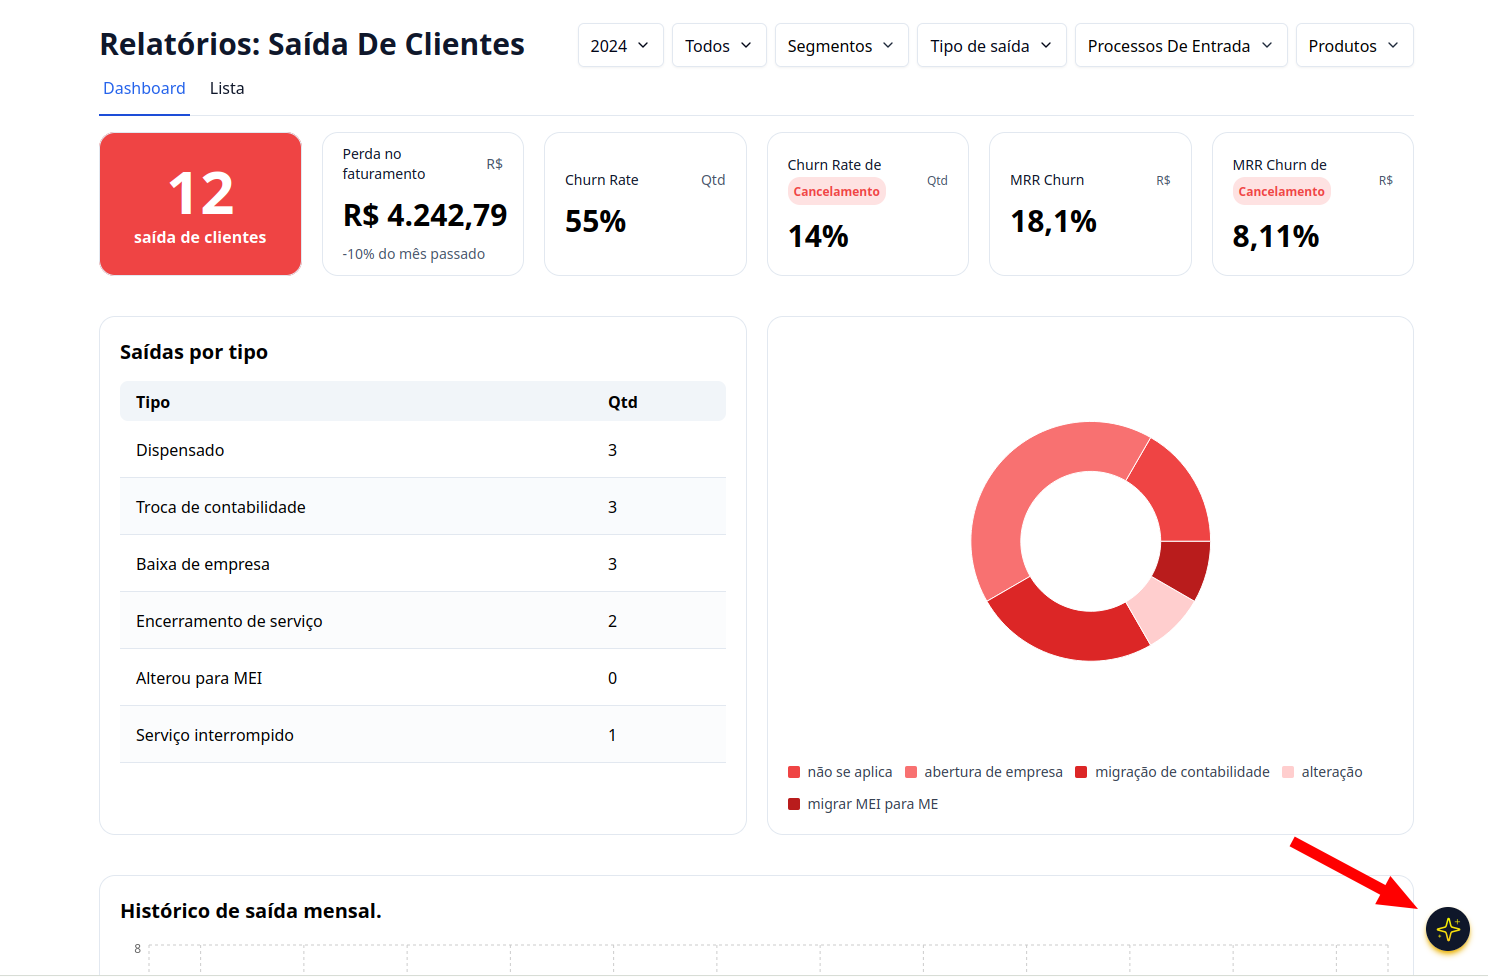 Relatórios: Saída De Clientes
2024
Todos
Segmentos
Tipo de saída
Processos De Entrada
Produtos
Dashboard
Lista
12
saída de clientes
Perda no
faturamento
R$
R$ 4.242,79
-10% do mês passado
Churn Rate
Qtd
55%
Churn Rate de
Cancelamento
Qtd
14%
MRR Churn
R$
18,1%
MRR Churn de
Cancelamento
R$
8,11%
Saídas por tipo
Tipo Qtd
Dispensado 3
Troca de contabilidade 3
Baixa de empresa 3
Encerramento de serviço 2
Alterou para MEI 0
Serviço interrompido 1
não se aplica abertura de empresa migração de contabilidade alteração
migrar MEI para ME
Histórico de saída mensal.
8